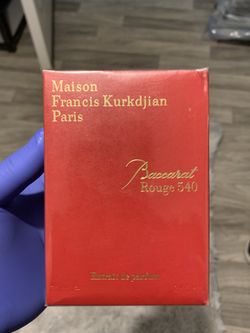 Maison
Francis Kurkdjian
Paris
Baccarat
Rouge 540
Extrait de parfum